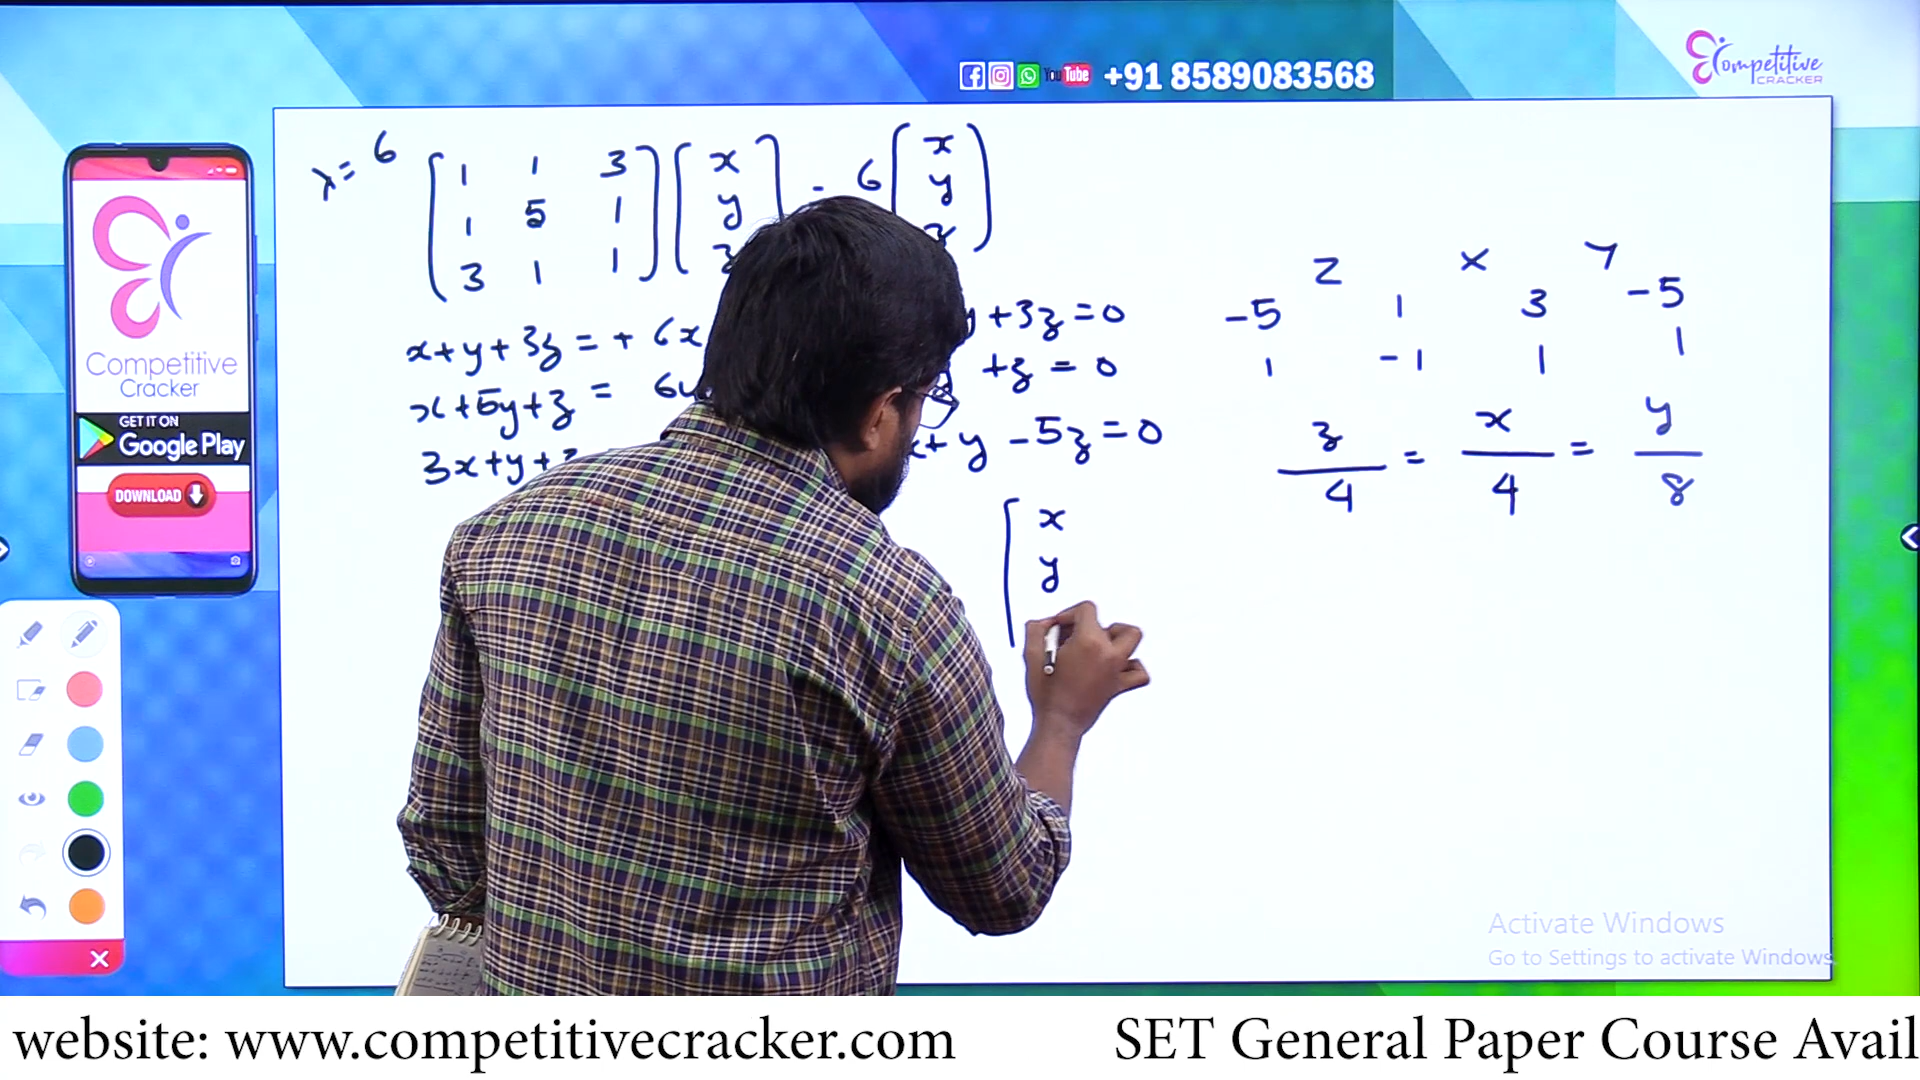 You Tube +91 8589083568
Competitive
CRACKER
λ = 6
[1 1 3] [x] = 6 [x]
[1 5 1] [y] [y]
[3 1 1] [z] [z]
x+y+3z = + 6x
x+5y+z = 6y
3x+y+z
y +3z = 0
+z = 0
x+y -5z = 0
z x y
-5 1 3 -5
1 -1 1 1
z/4 = x/4 = y/8
[x
y
Competitive
Cracker
GET IT ON
Google Play
DOWNLOAD
Activate Windows
Go to Settings to activate Windows.
website: www.competitivecracker.com SET General Paper Course Avail